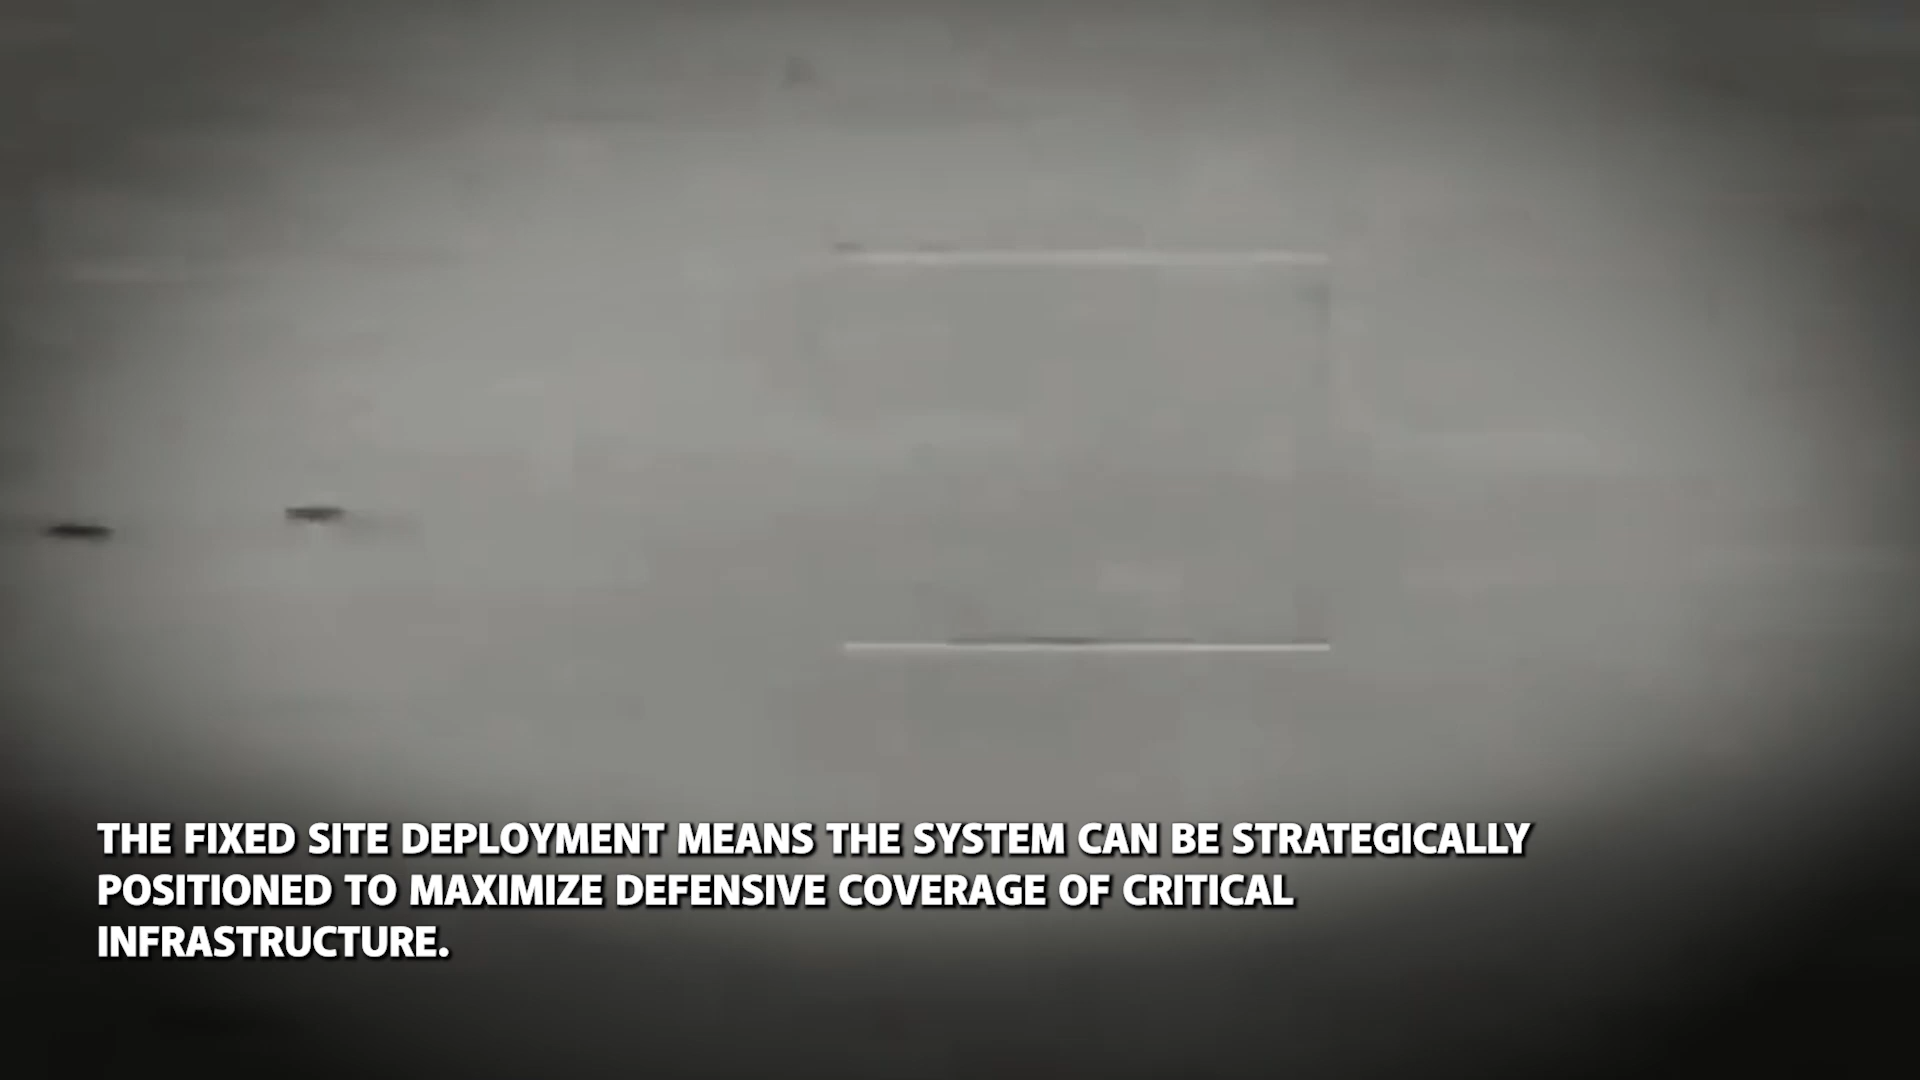 THE FIXED SITE DEPLOYMENT MEANS THE SYSTEM CAN BE STRATEGICALLY
POSITIONED TO MAXIMIZE DEFENSIVE COVERAGE OF CRITICAL
INFRASTRUCTURE.